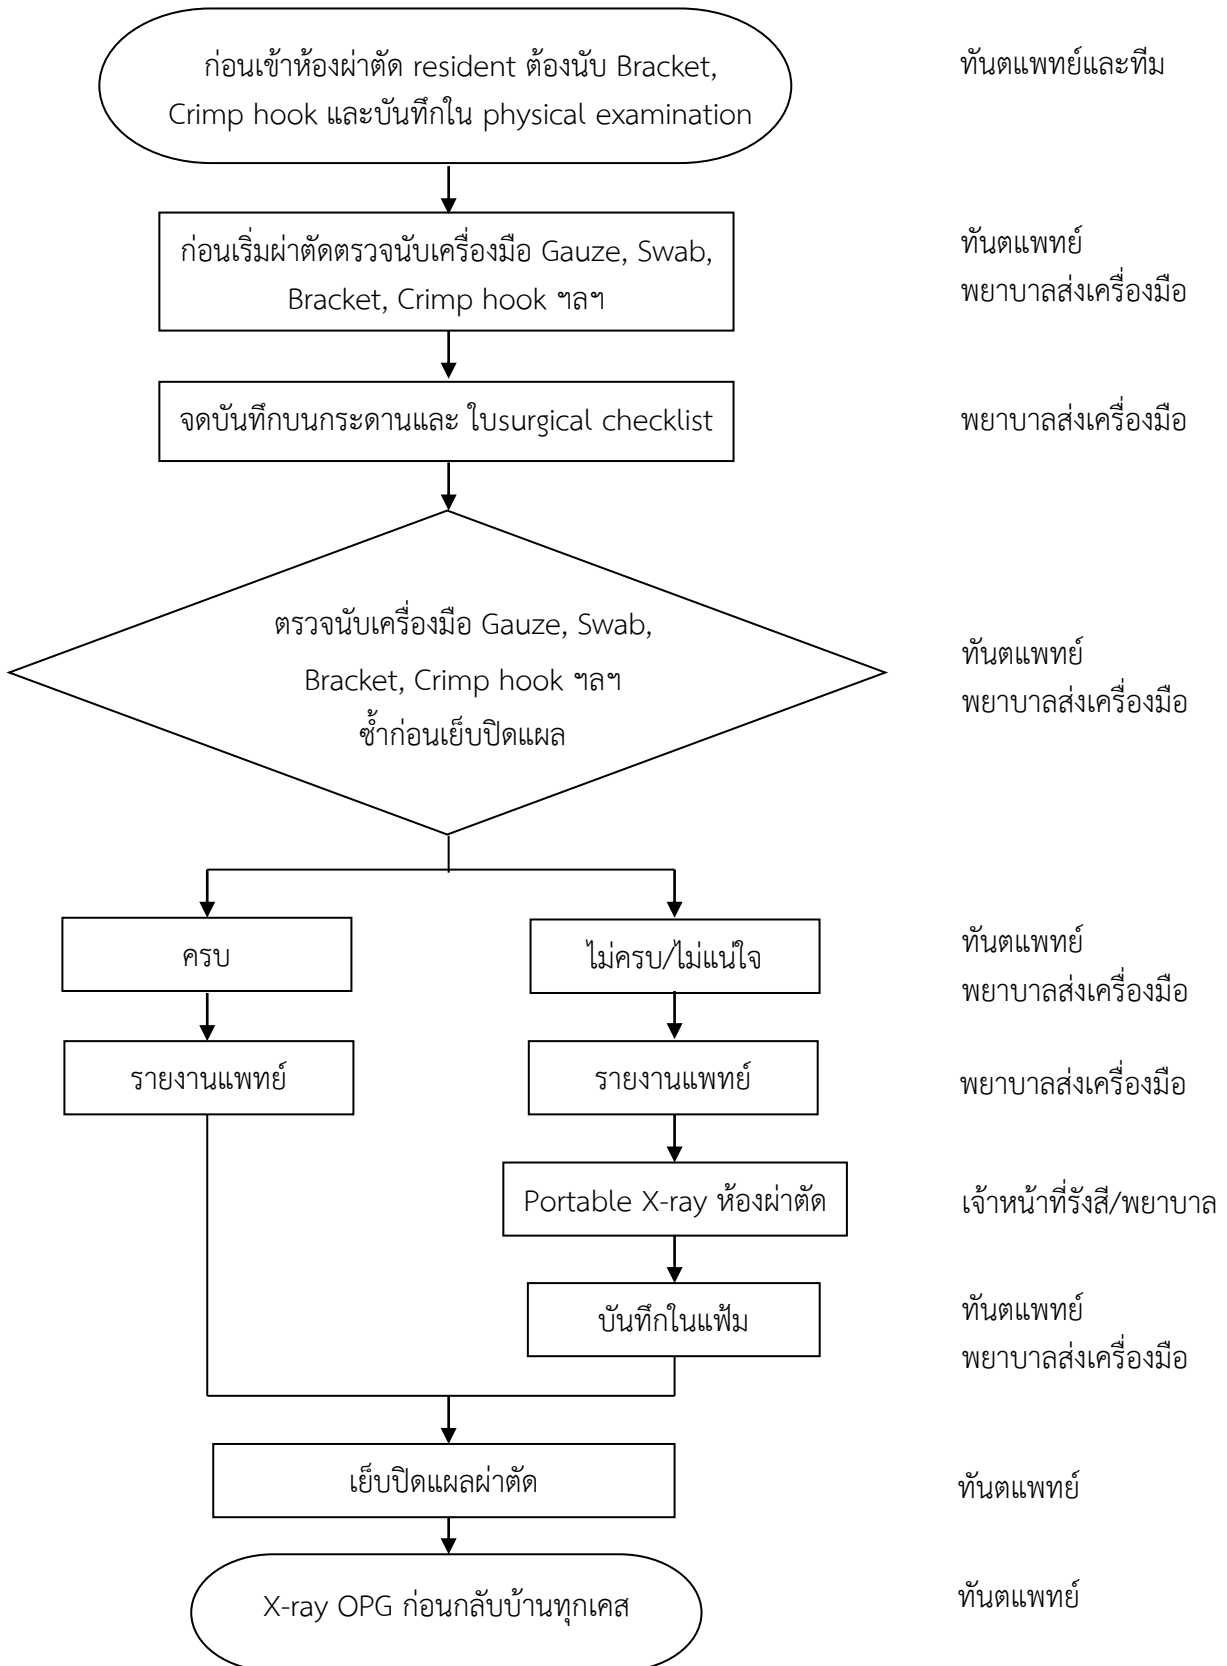 ก่อนเข้าห้องผ่าตัด resident ต้องนับ Bracket,
Crimp hook และบันทึกใน physical examination
ทันตแพทย์และทีม
ก่อนเริ่มผ่าตัดตรวจนับเครื่องมือ Gauze, Swab,
Bracket, Crimp hook ฯลฯ
ทันตแพทย์
พยาบาลส่งเครื่องมือ
จดบันทึกบนกระดานและ ใบsurgical checklist
พยาบาลส่งเครื่องมือ
ตรวจนับเครื่องมือ Gauze, Swab,
Bracket, Crimp hook ฯลฯ
ซ้ำก่อนเย็บปิดแผล
ทันตแพทย์
พยาบาลส่งเครื่องมือ
ครบ
ไม่ครบ/ไม่แน่ใจ
ทันตแพทย์
พยาบาลส่งเครื่องมือ
รายงานแพทย์
รายงานแพทย์
พยาบาลส่งเครื่องมือ
Portable X-ray ห้องผ่าตัด
เจ้าหน้าที่รังสี/พยาบาล
บันทึกในแฟ้ม
ทันตแพทย์
พยาบาลส่งเครื่องมือ
เย็บปิดแผลผ่าตัด
ทันตแพทย์
X-ray OPG ก่อนกลับบ้านทุกเคส
ทันตแพทย์